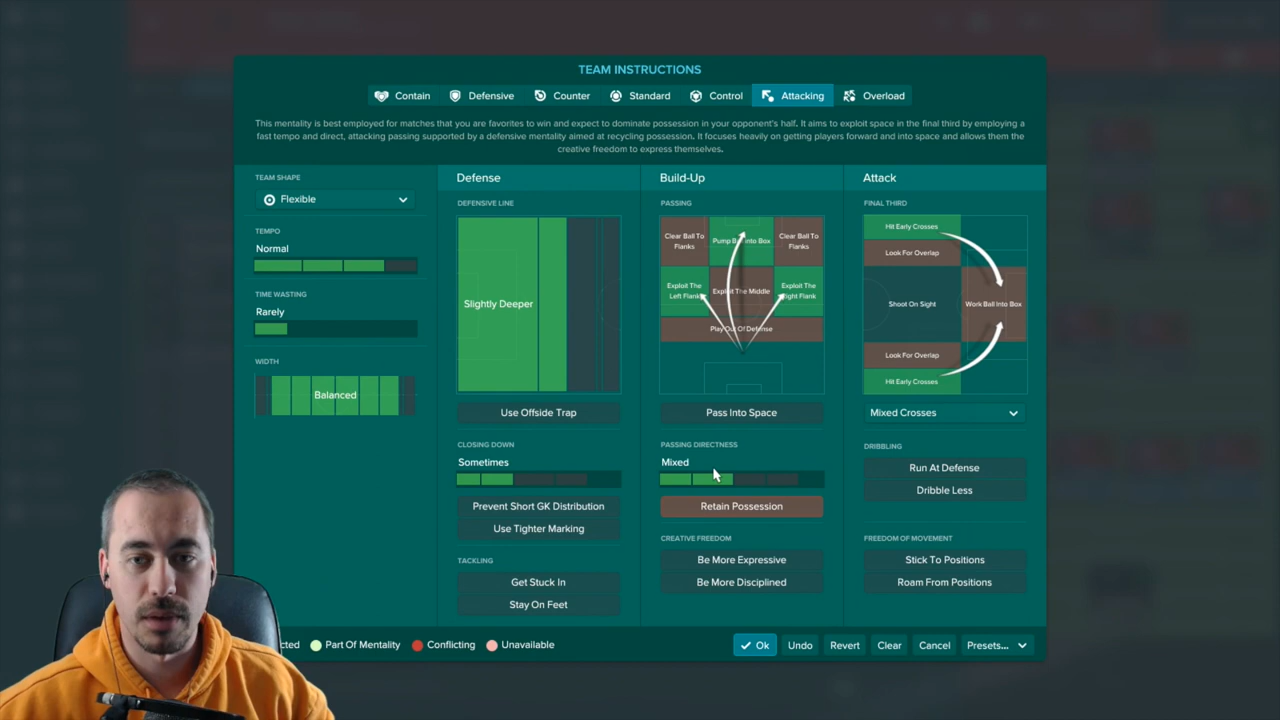 TEAM INSTRUCTIONS
Contain
Defensive
Counter
Standard
Control
Attacking
Overload
This mentality is best employed for matches that you are favorites to win and expect to dominate possession in your opponent's half. It aims to exploit space in the final third by employing a
fast tempo and direct, attacking passing supported by a defensive mentality aimed at recycling possession. It focuses heavily on getting players forward and into space and allows them the
creative freedom to express themselves.
TEAM SHAPE
Flexible
TEMPO
Normal
TIME WASTING
Rarely
WIDTH
Balanced
Defense
DEFENSIVE LINE
Slightly Deeper
Use Offside Trap
CLOSING DOWN
Sometimes
Prevent Short GK Distribution
Use Tighter Marking
TACKLING
Get Stuck In
Stay On Feet
Build-Up
PASSING
Clear Ball To
Flanks
Pump Ball Into Box
Clear Ball To
Flanks
Exploit The
Left Flank
Exploit The Middle
Exploit The
Right Flank
Play Out Of Defense
Pass Into Space
PASSING DIRECTNESS
Mixed
Retain Possession
CREATIVE FREEDOM
Be More Expressive
Be More Disciplined
Attack
FINAL THIRD
Hit Early Crosses
Look For Overlap
Shoot On Sight
Work Ball Into Box
Look For Overlap
Hit Early Crosses
Mixed Crosses
DRIBBLING
Run At Defense
Dribble Less
FREEDOM OF MOVEMENT
Stick To Positions
Roam From Positions
cted
Part Of Mentality
Conflicting
Unavailable
Ok
Undo
Revert
Clear
Cancel
Presets...